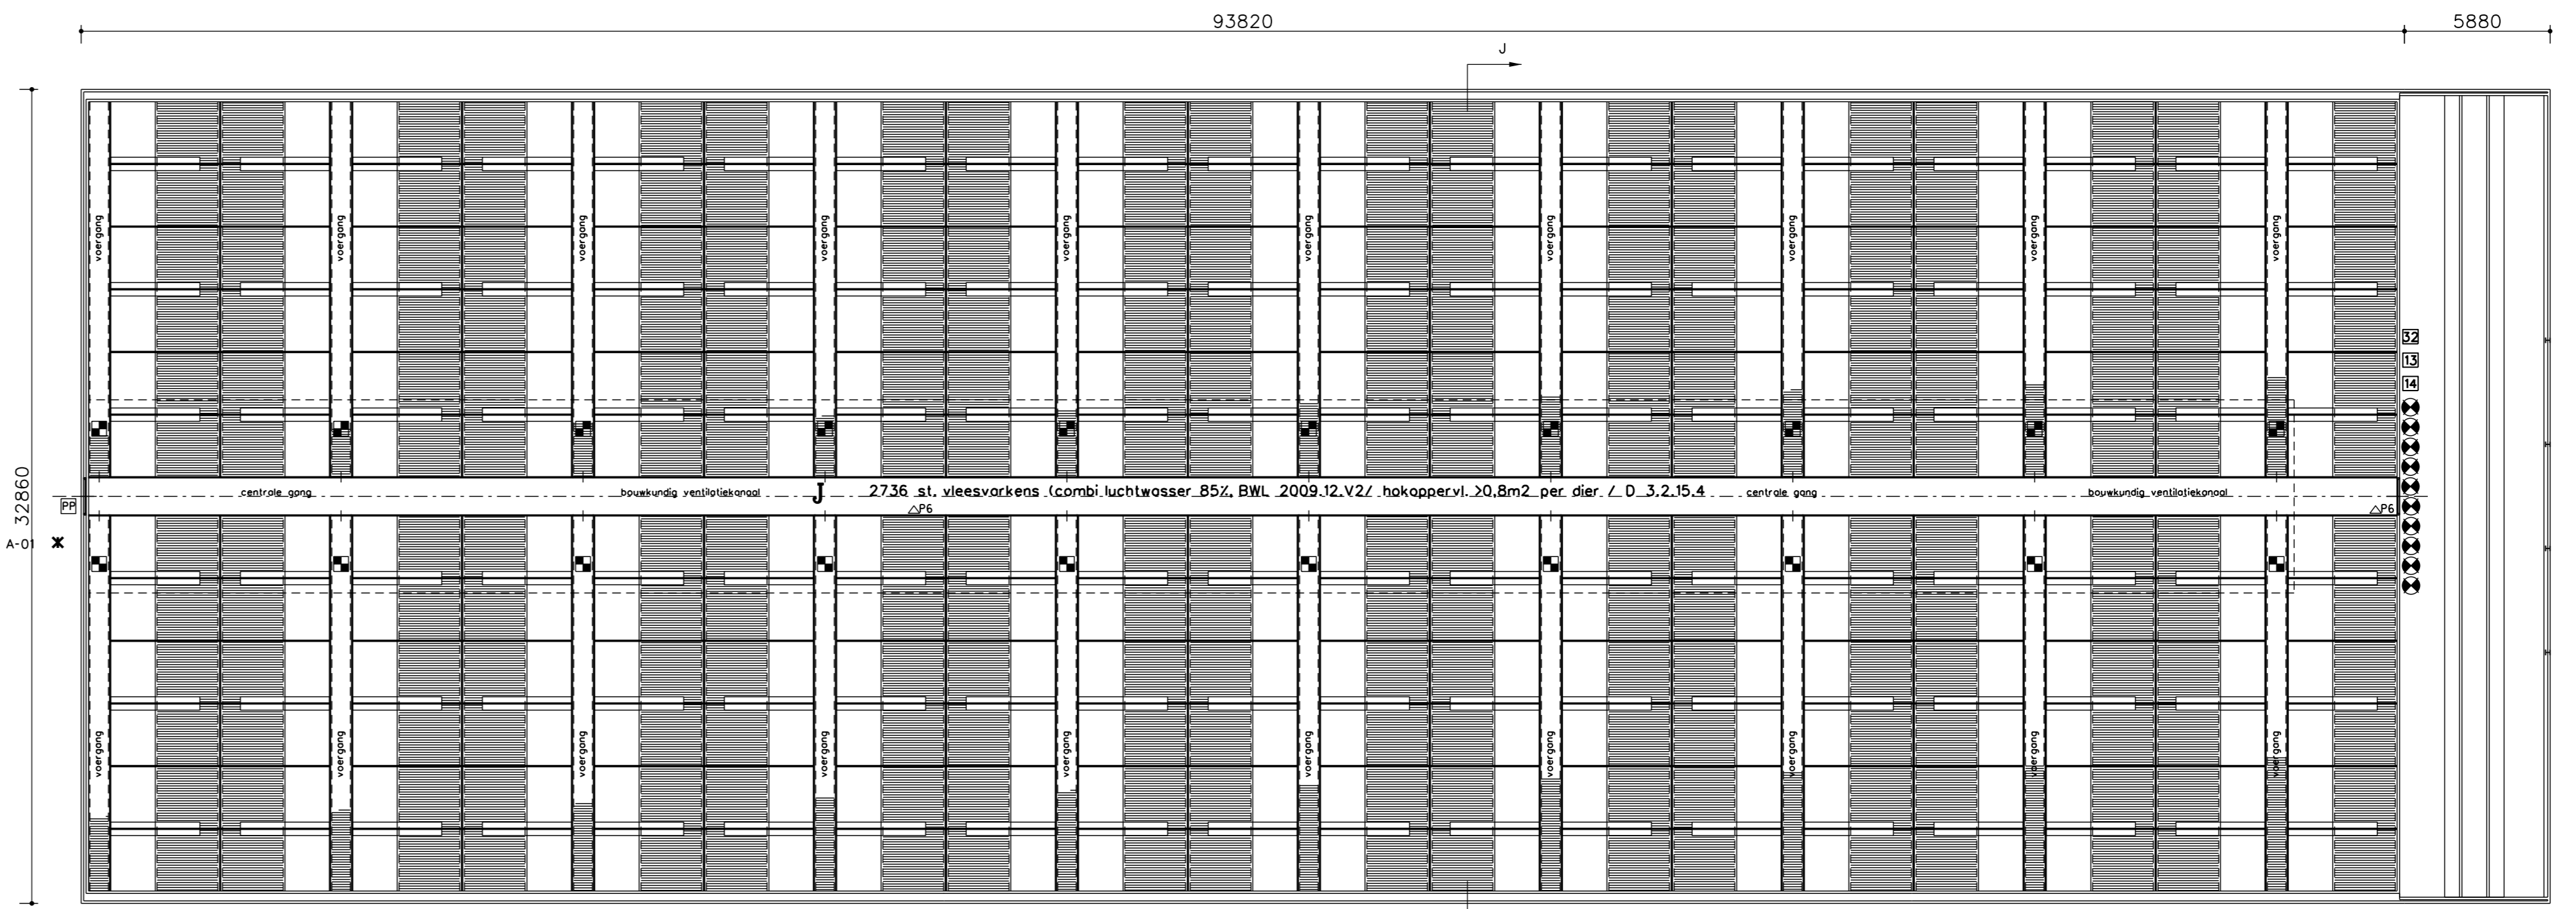 93820
5880
J
voergang voergang voergang voergang voergang voergang voergang voergang voergang voergang
32
13
14
32860
centrale gang bouwkundig ventilatiekanaal J 2736 st. vleesvarkens (combi luchtwasser 85%, BWL 2009.12.V2/ hokoppervl. >0,8m2 per dier / D 3.2.15.4 centrale gang bouwkundig ventilatiekanaal
PP
P6 P6
A-01
voergang voergang voergang voergang voergang voergang voergang voergang voergang voergang